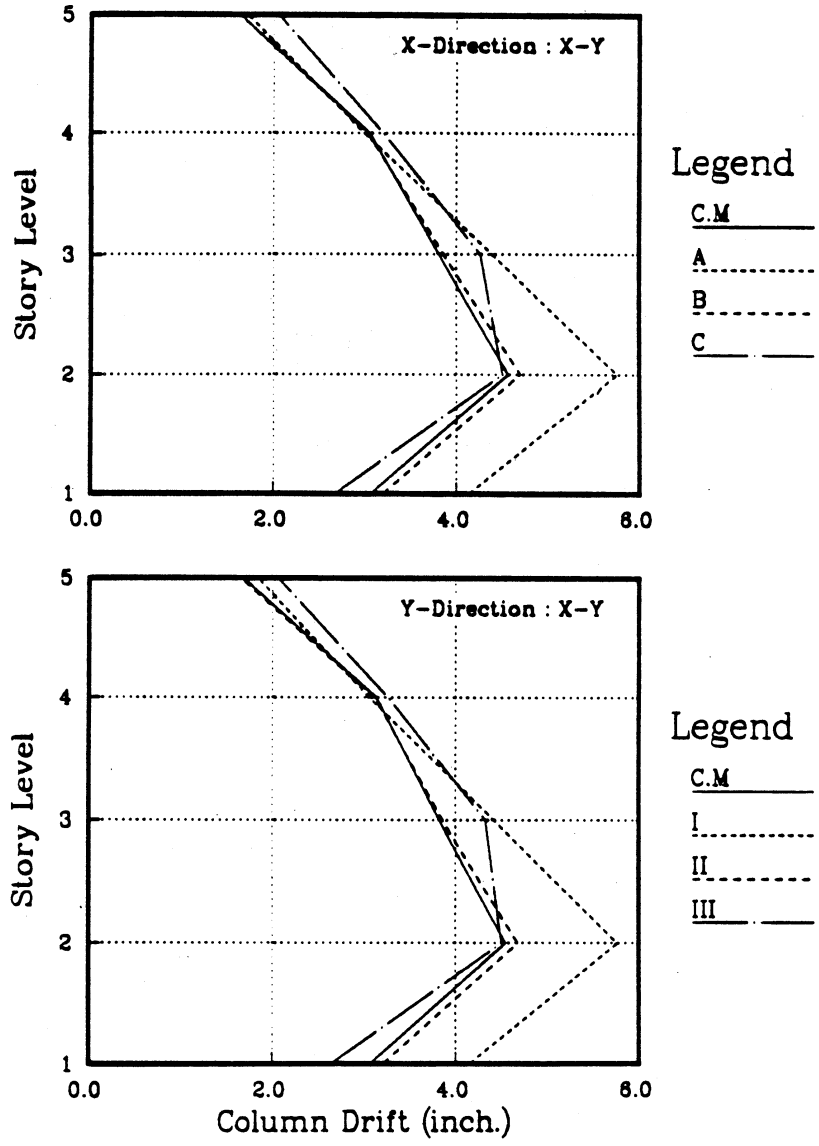 5
X-Direction : X-Y
4
3
2
1
Story Level
0.0 2.0 4.0 6.0
Legend
C.M
A
B
C
5
Y-Direction : X-Y
4
3
2
1
Story Level
0.0 2.0 4.0 6.0
Column Drift (inch.)
Legend
C.M
I
II
III